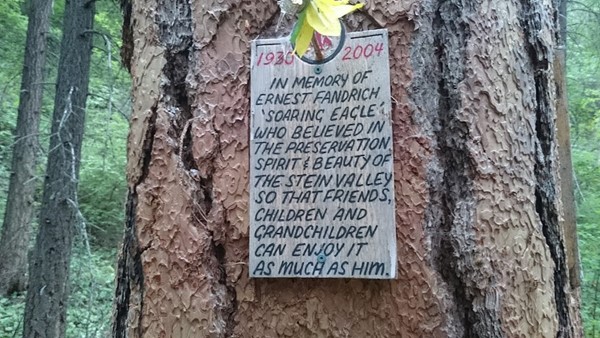 1936 2004
IN MEMORY OF
ERNEST FANDRICH,
'SOARING EAGLE',
WHO BELIEVED IN
THE PRESERVATION,
SPIRIT & BEAUTY OF
THE STEIN VALLEY
SO THAT FRIENDS,
CHILDREN AND
GRANDCHILDREN
CAN ENJOY IT
AS MUCH AS HIM.